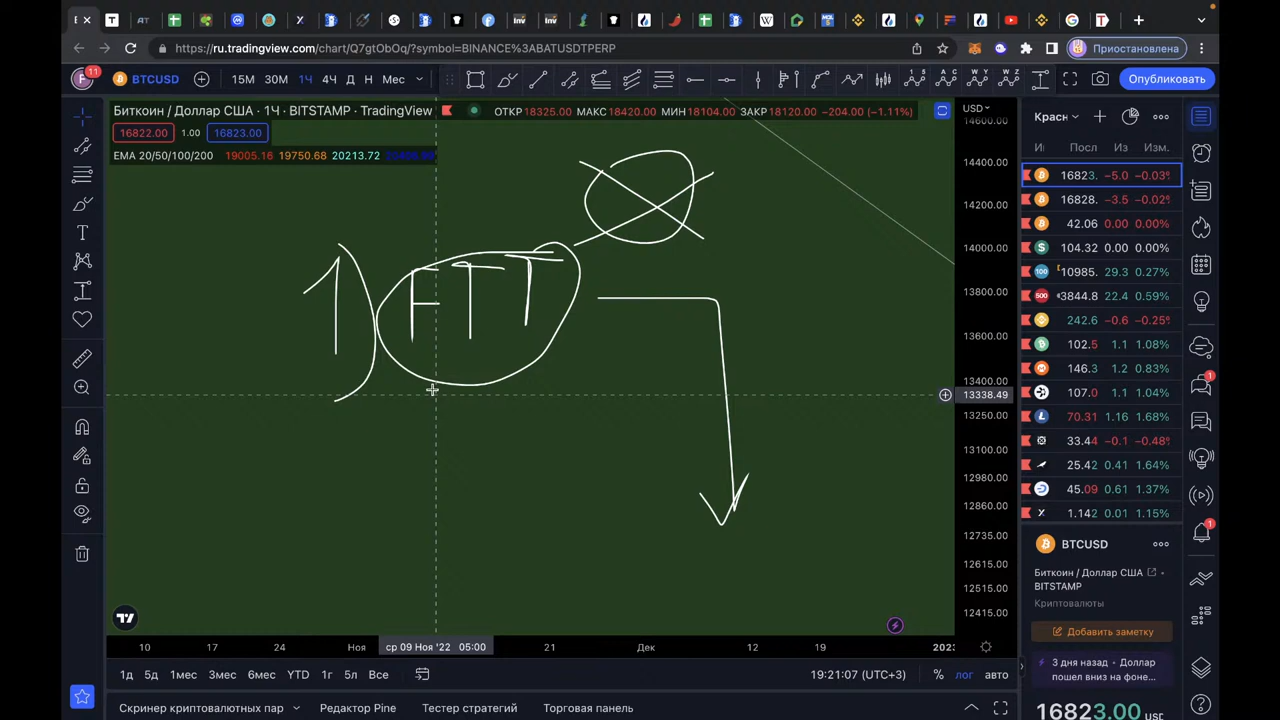 11
https://ru.tradingview.com/chart/Q7gtObOq/?symbol=BINANCE%3ABATUSDTPERP
Приостановлена
11
BTCUSD
15М 30М 1Ч 4Ч Д Н Мес
Опубликовать
Биткоин / Доллар США · 1Ч · BITSTAMP · TradingView
ОТКР 18325.00 МАКС 18420.00 МИН 18104.00 ЗАКР 18120.00 −204.00 (−1.11%)
16822.00 1.00 16823.00
EMA 20/50/100/200 19005.16 19750.68 20213.72
1) FTT
USD
14600.00
14400.00
14200.00
14000.00
13800.00
13600.00
13400.00
13338.49
13250.00
13100.00
12980.00
12860.00
12735.00
12615.00
12515.00
12415.00
Красн
Посл Из Изм.
16823. −5.0 −0.03%
16828. −3.5 −0.02%
42.06 0.00 0.00%
104.32 0.00 0.00%
10985. 29.3 0.27%
3844.8 22.4 0.59%
242.6 −0.6 −0.25%
102.5 1.1 1.08%
146.3 1.2 0.83%
107.0 1.1 1.04%
70.31 1.16 1.68%
33.44 −0.1 −0.48%
25.42 0.41 1.64%
45.09 0.61 1.37%
1.142 0.01 1.15%
BTCUSD
Биткоин / Доллар США
BITSTAMP
Криптовалюты
Добавить заметку
3 дня назад · Доллар
пошел вниз на фоне...
16823.00 USD
10 17 24 Ноя ср 09 Ноя '22 05:00 21 Дек 12 19 202
1д 5д 1мес 3мес 6мес YTD 1г 5л Все
19:21:07 (UTC+3) % лог авто
Скринер криптовалютных пар Редактор Pine Тестер стратегий Торговая панель